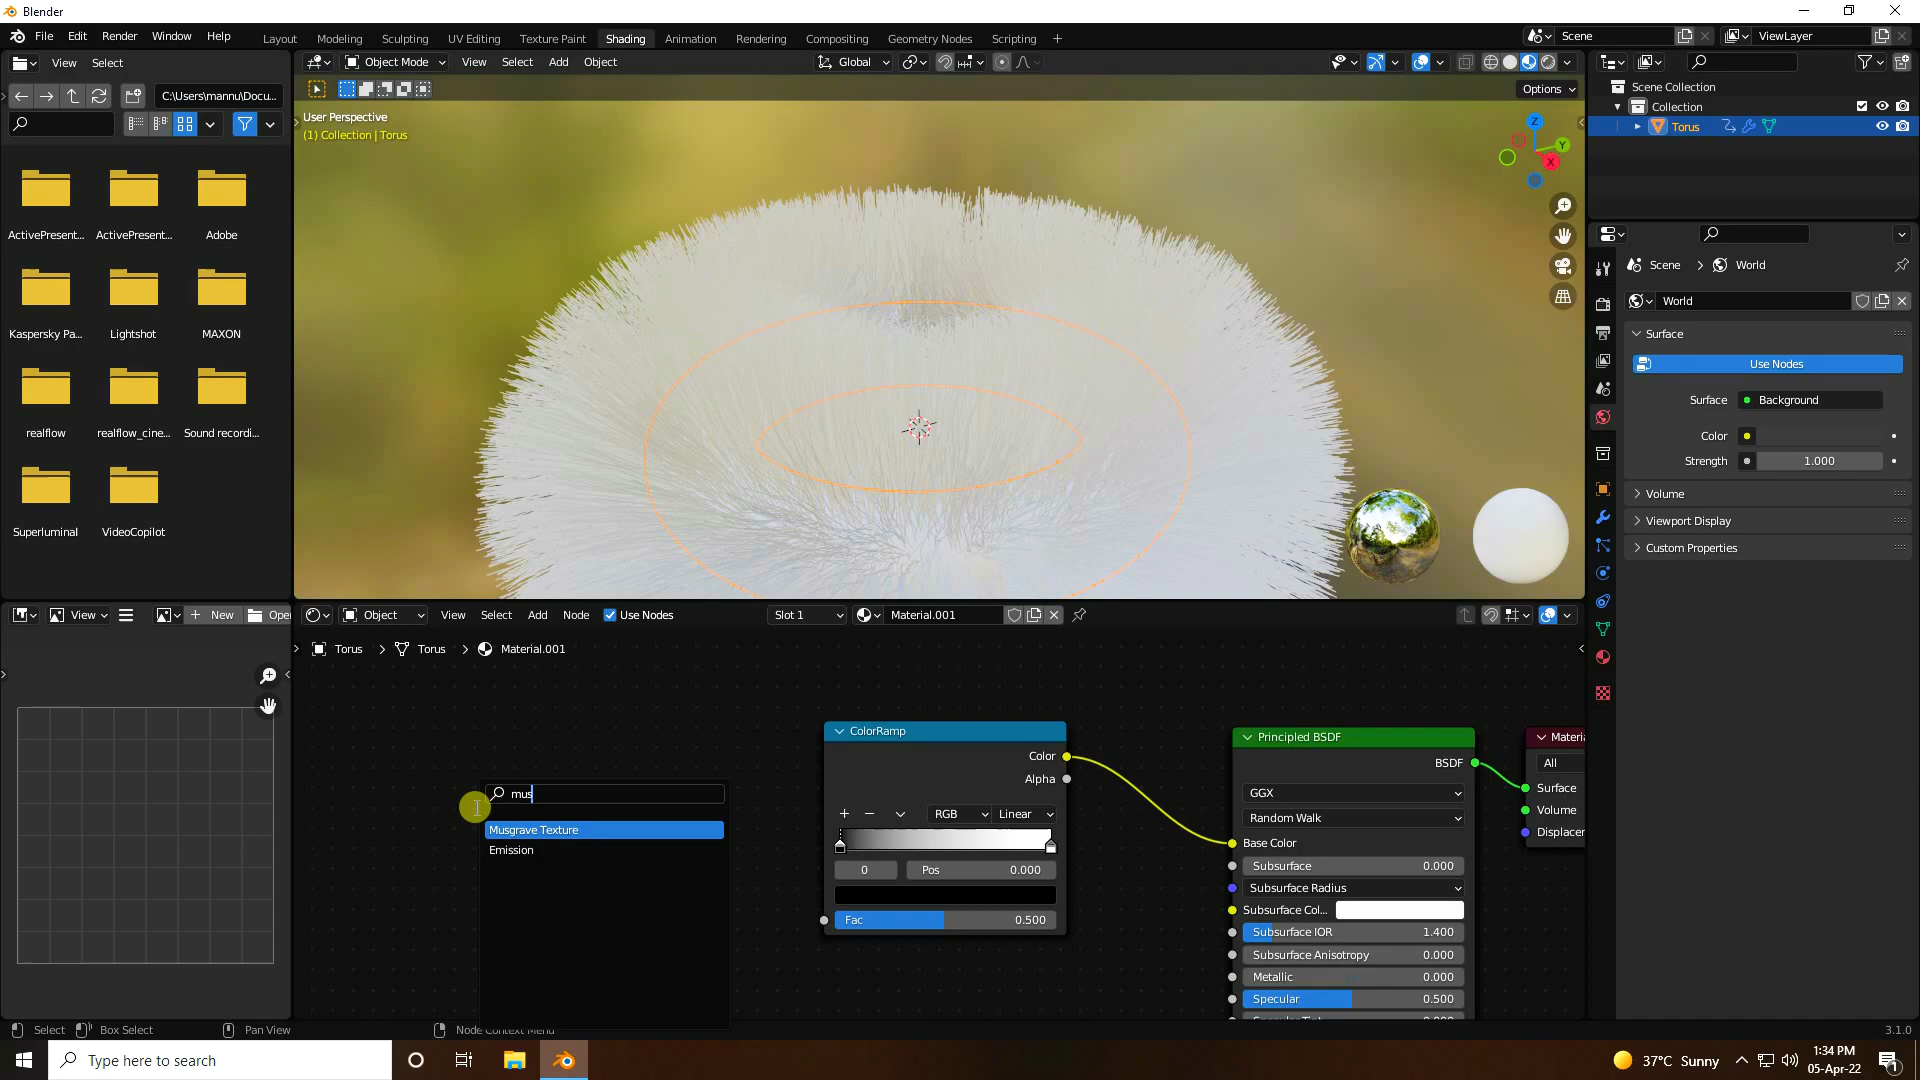 Blender
File Edit Render Window Help
Layout Modeling Sculpting UV Editing Texture Paint Shading Animation Rendering Compositing Geometry Nodes Scripting
Scene
ViewLayer
View Select
Object Mode View Select Add Object
Global
C:\Users\mannu\Docu...
Options
User Perspective
(1) Collection | Torus
Z
Y
X
ActivePresent... ActivePresent... Adobe
Kaspersky Pa... Lightshot MAXON
realflow realflow_cine... Sound recordi...
Superluminal VideoCopilot
Scene Collection
Collection
Torus
Scene > World
World
Surface
Use Nodes
Surface Background
Color
Strength 1.000
Volume
Viewport Display
Custom Properties
View New Ope
Object View Select Add Node Use Nodes Slot 1 Material.001
Torus > Torus > Material.001
mus
Musgrave Texture
Emission
ColorRamp
Color
Alpha
RGB Linear
0 Pos 0.000
Fac 0.500
Principled BSDF
BSDF
GGX
Random Walk
Base Color
Subsurface 0.000
Subsurface Radius
Subsurface Col...
Subsurface IOR 1.400
Subsurface Anisotropy 0.000
Metallic 0.000
Specular 0.500
Materi
All
Surface
Volume
Displacer
Select Box Select Pan View Node Context Menu 3.1.0
Type here to search
37°C Sunny
1:34 PM
05-Apr-22
1